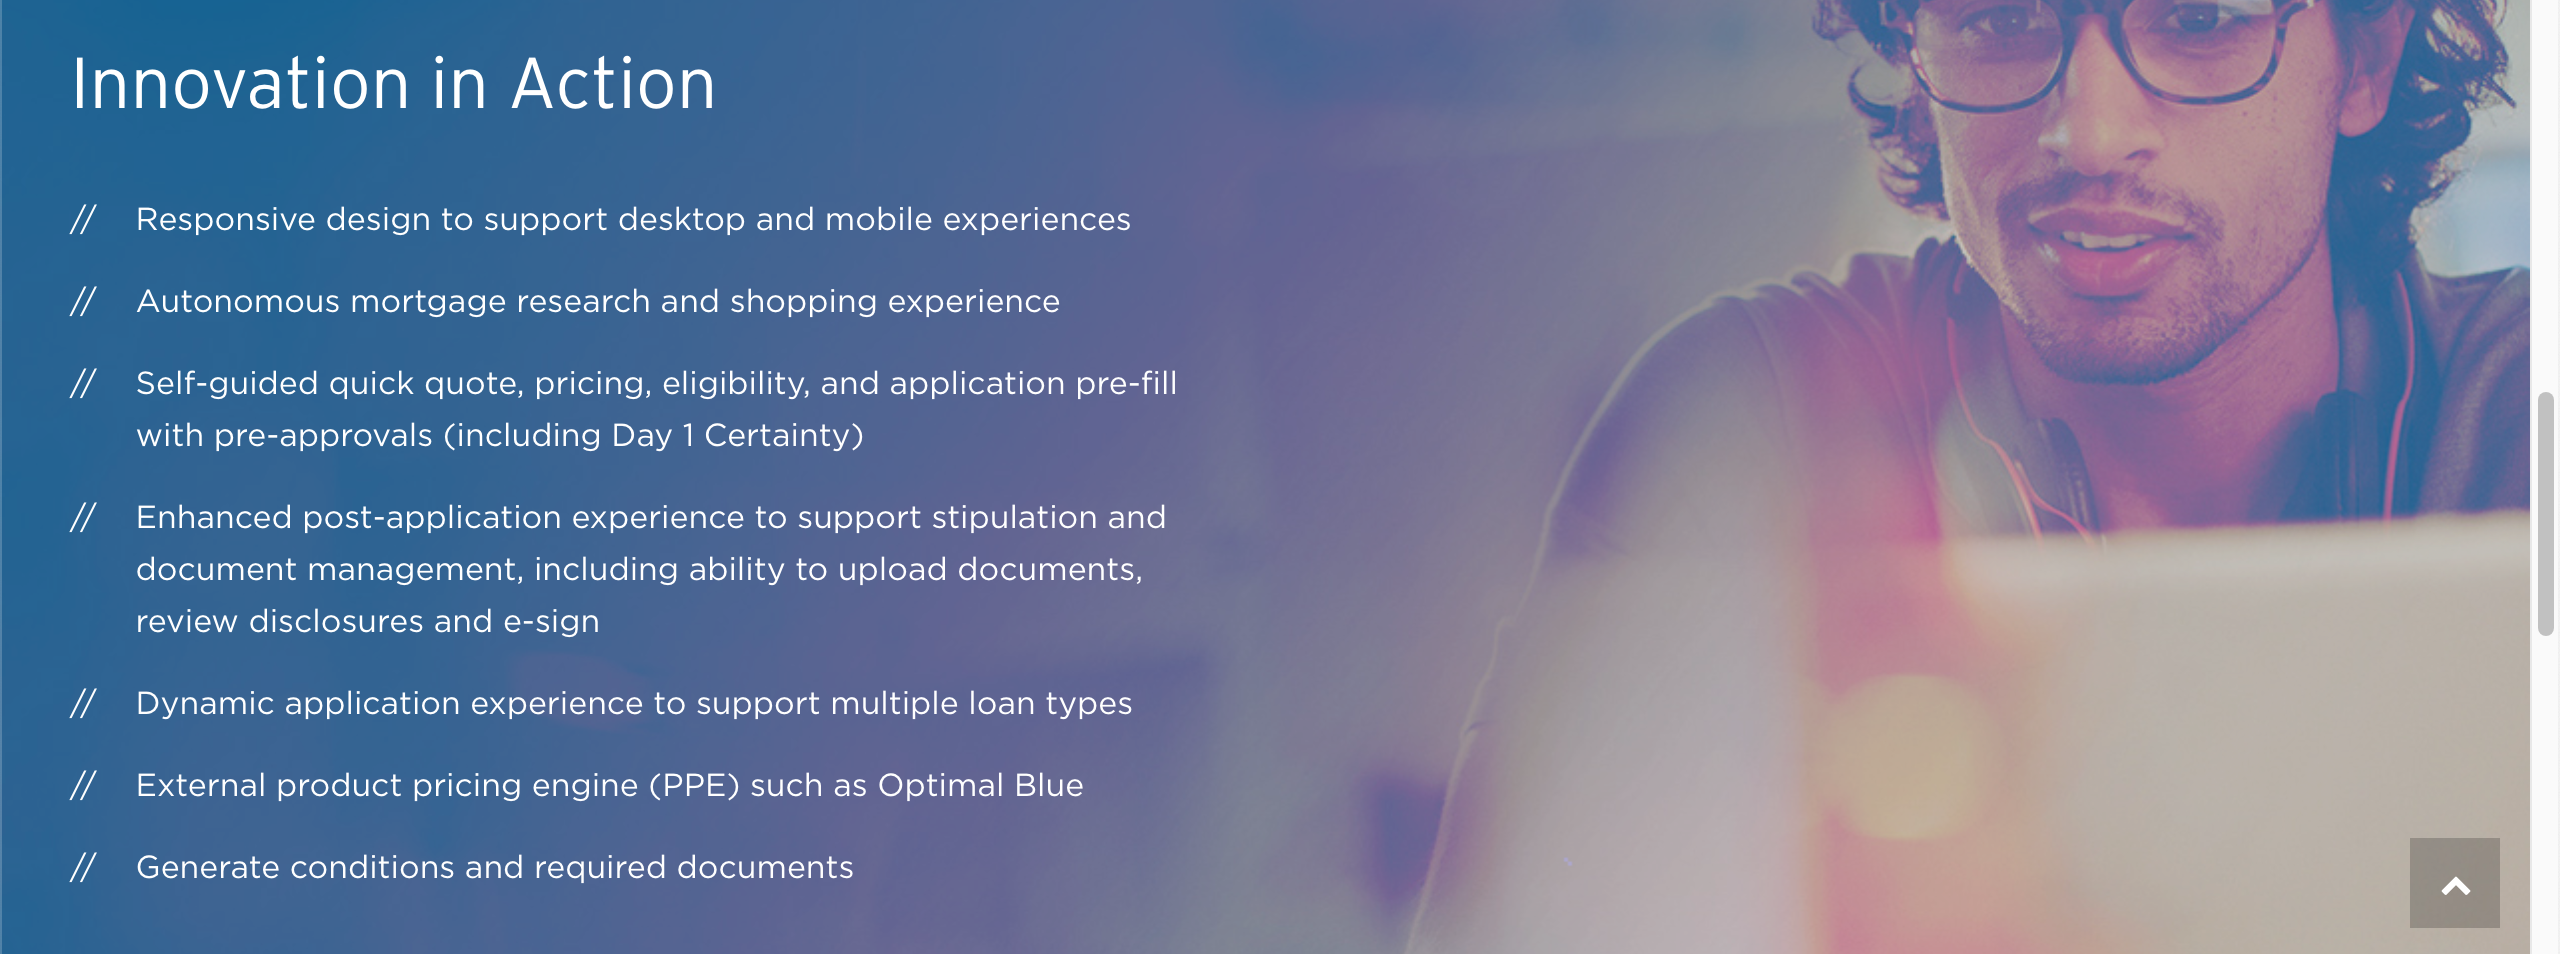 Innovation in Action
// Responsive design to support desktop and mobile experiences
// Autonomous mortgage research and shopping experience
// Self-guided quick quote, pricing, eligibility, and application pre-fill
with pre-approvals (including Day 1 Certainty)
// Enhanced post-application experience to support stipulation and
document management, including ability to upload documents,
review disclosures and e-sign
// Dynamic application experience to support multiple loan types
// External product pricing engine (PPE) such as Optimal Blue
// Generate conditions and required documents